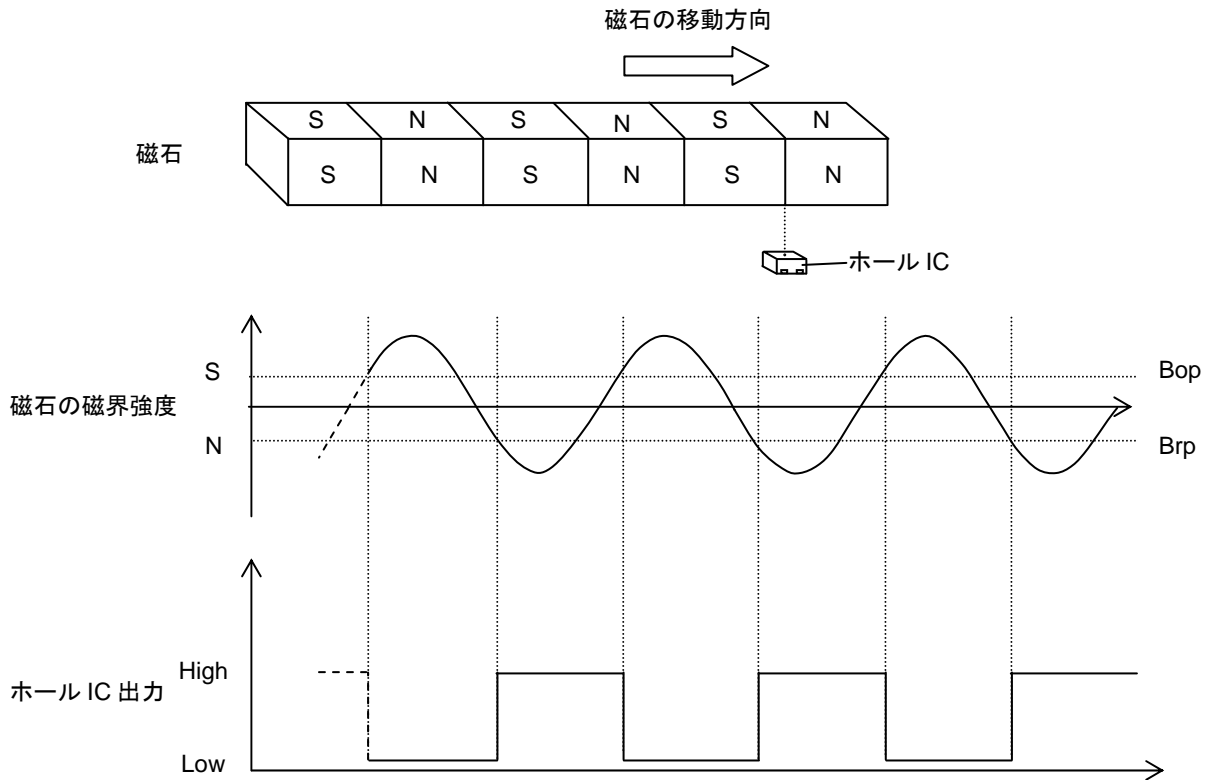 磁石の移動方向
S N S N S N
磁石
S N S N S N
ホール IC
S
Bop
磁石の磁界強度
N
Brp
High
ホール IC 出力
Low